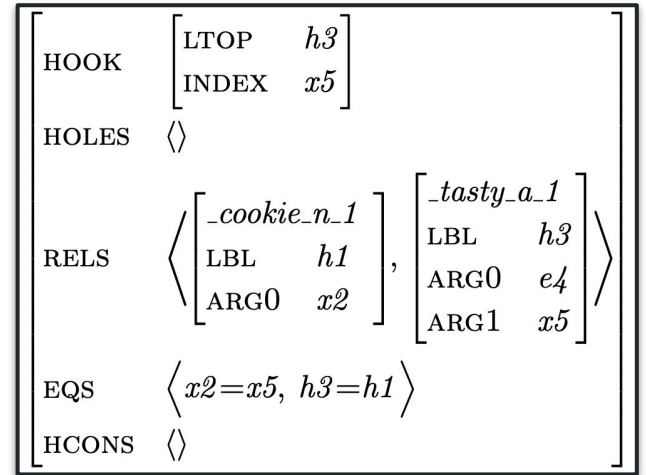 HOOK LTOP h3
INDEX x5
HOLES ⟨⟩
RELS ⟨ _cookie_n_1
LBL h1
ARG0 x2 ,
_tasty_a_1
LBL h3
ARG0 e4
ARG1 x5 ⟩
EQS ⟨ x2=x5, h3=h1 ⟩
HCONS ⟨⟩